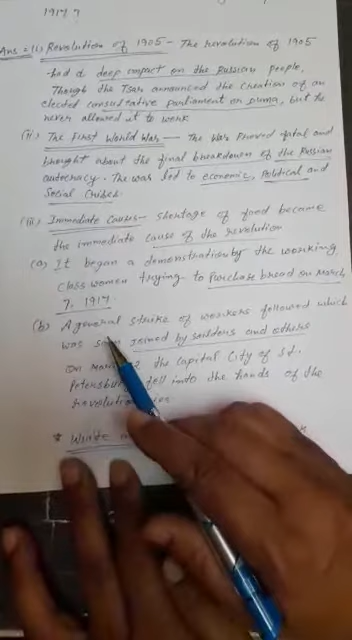 1917 ?
Ans = (i) Revolution of 1905 - The revolution of 1905
had a deep impact on the Russian People,
Though the Tsar announced the creation of an
elected consultative parliament or Duma, but he
never allowed it to work
(ii) The First World War - The War Proved fatal and
brought about the final breakdown of the Russian
autocracy. The war led to economic, Political and
Social Crises.
(iii) Immediate Causes - Shortage of food became
the immediate cause of the revolution
(a) It began a demonstration by the working
class women trying to Purchase bread on March
7, 1917.
(b) A general strike of workers followed which
was soon joined by soldiers and others
On the Capital City of St.
Petersburg fell into the hands of the
revolution
* Write